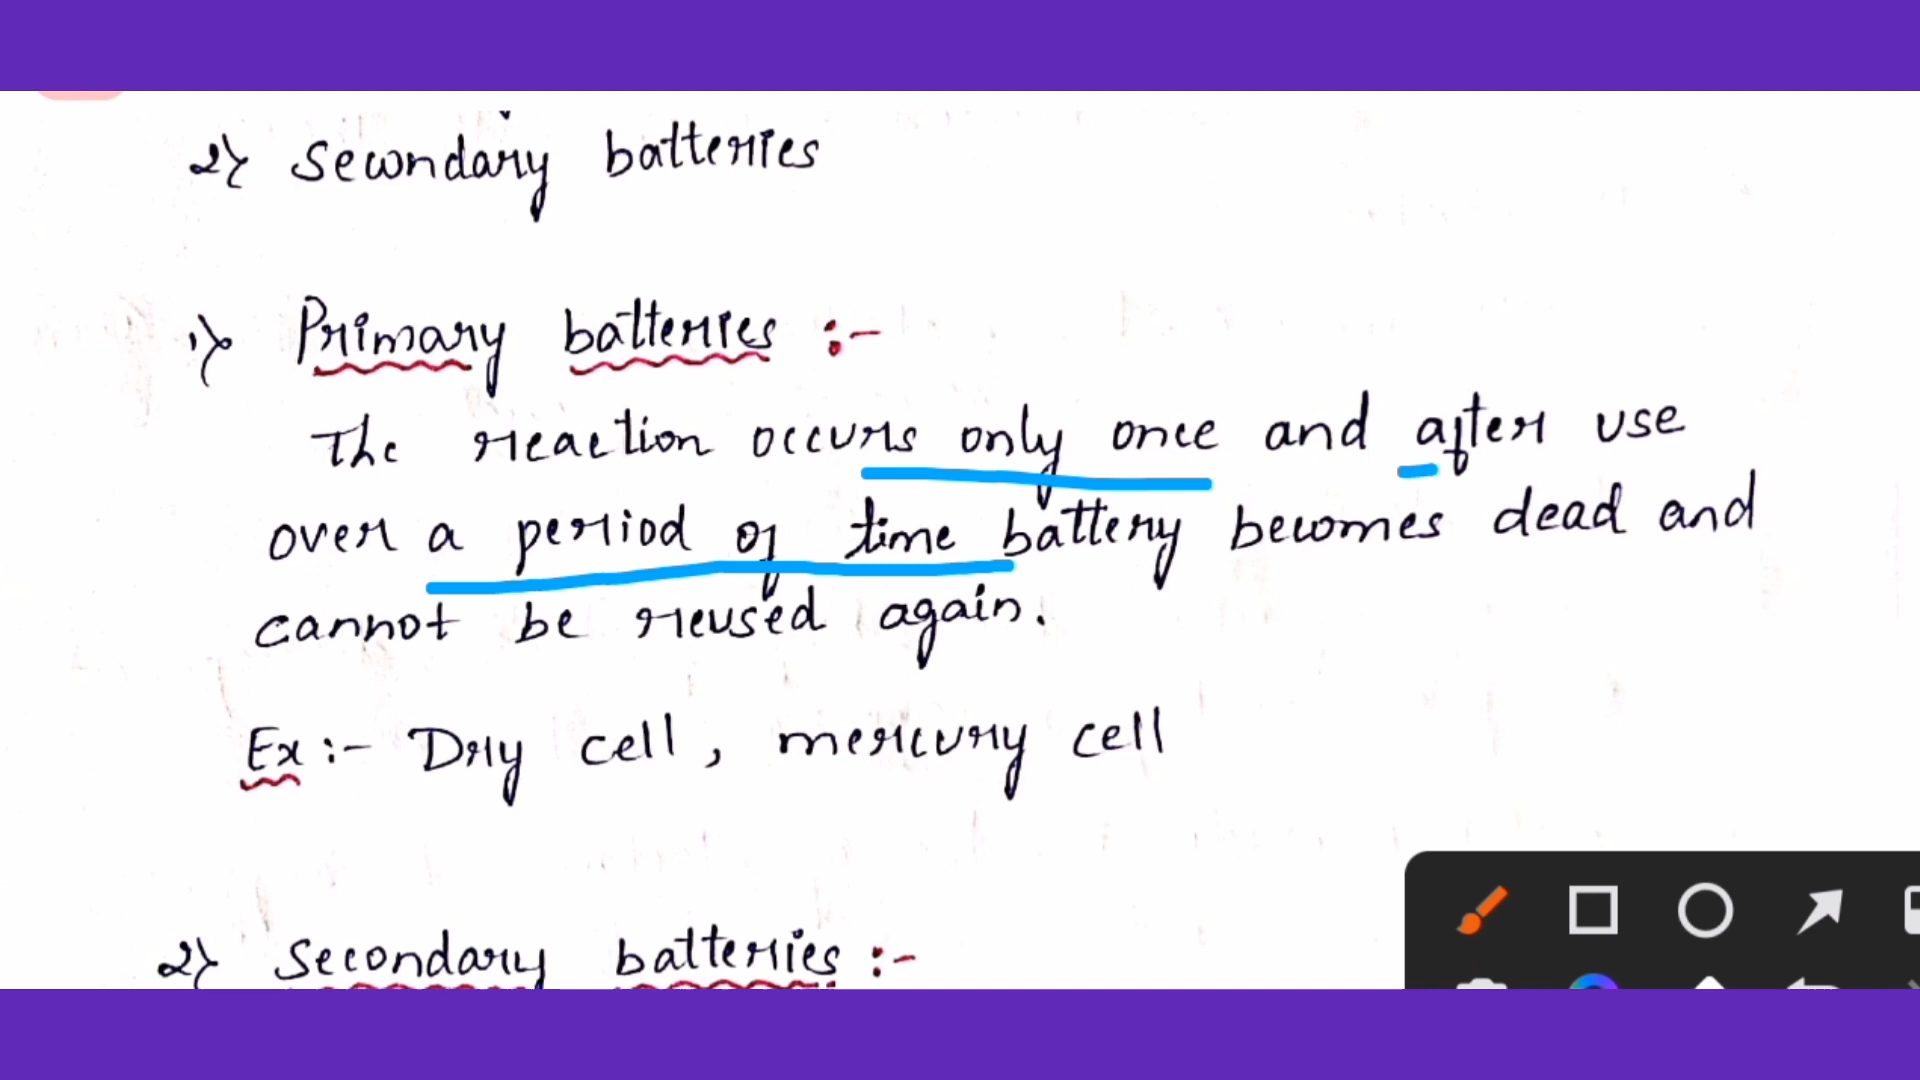 2) Secondary batteries
1) Primary batteries :-
The reaction occurs only once and after use
over a period of time battery becomes dead and
cannot be reused again.
Ex :- Dry cell, mercury cell
2) Secondary batteries :-